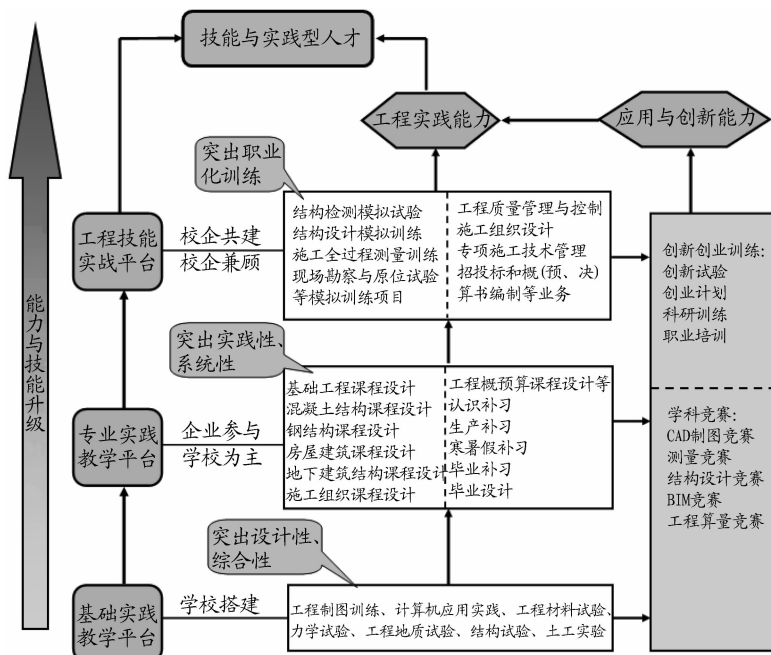 技能与实践型人才
工程实践能力
应用与创新能力
突出职业
化训练
工程技能
实战平台
校企共建
校企兼顾
结构检测模拟试验
结构设计模拟训练
施工全过程测量训练
现场勘察与原位试验
等模拟训练项目
工程质量管理与控制
施工组织设计
专项施工技术管理
招投标和概(预、决)
算书编制等业务
创新创业训练:
创新试验
创业计划
科研训练
职业培训
能力与技能升级
突出实践性、
系统性
专业实践
教学平台
企业参与
学校为主
基础工程课程设计
混凝土结构课程设计
钢结构课程设计
房屋建筑课程设计
地下建筑结构课程设计
施工组织课程设计
工程概预算课程设计等
认识补习
生产补习
寒暑假补习
毕业补习
毕业设计
学科竞赛:
CAD制图竞赛
测量竞赛
结构设计竞赛
BIM竞赛
工程算量竞赛
突出设计性、
综合性
基础实践
教学平台
学校搭建
工程制图训练、计算机应用实践、工程材料试验、
力学试验、工程地质试验、结构试验、土工实验